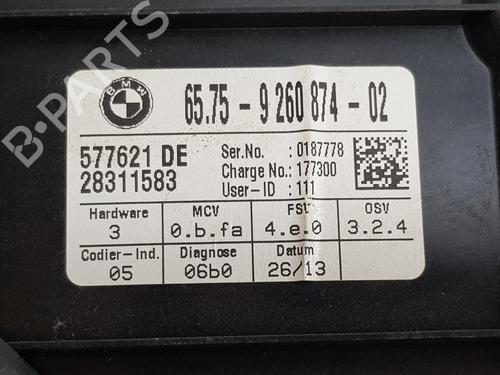 BMW
65.75 - 9 260 874 - 02
577621 DE
28311583
Ser.No. : 0187778
Charge No.: 177300
User-ID : 111
Hardware MCV FSV OSV
3 0.b.fa 4.e.0 3.2.4
Codier-Ind. Diagnose Datum
05 06b0 26/13
B-PARTS